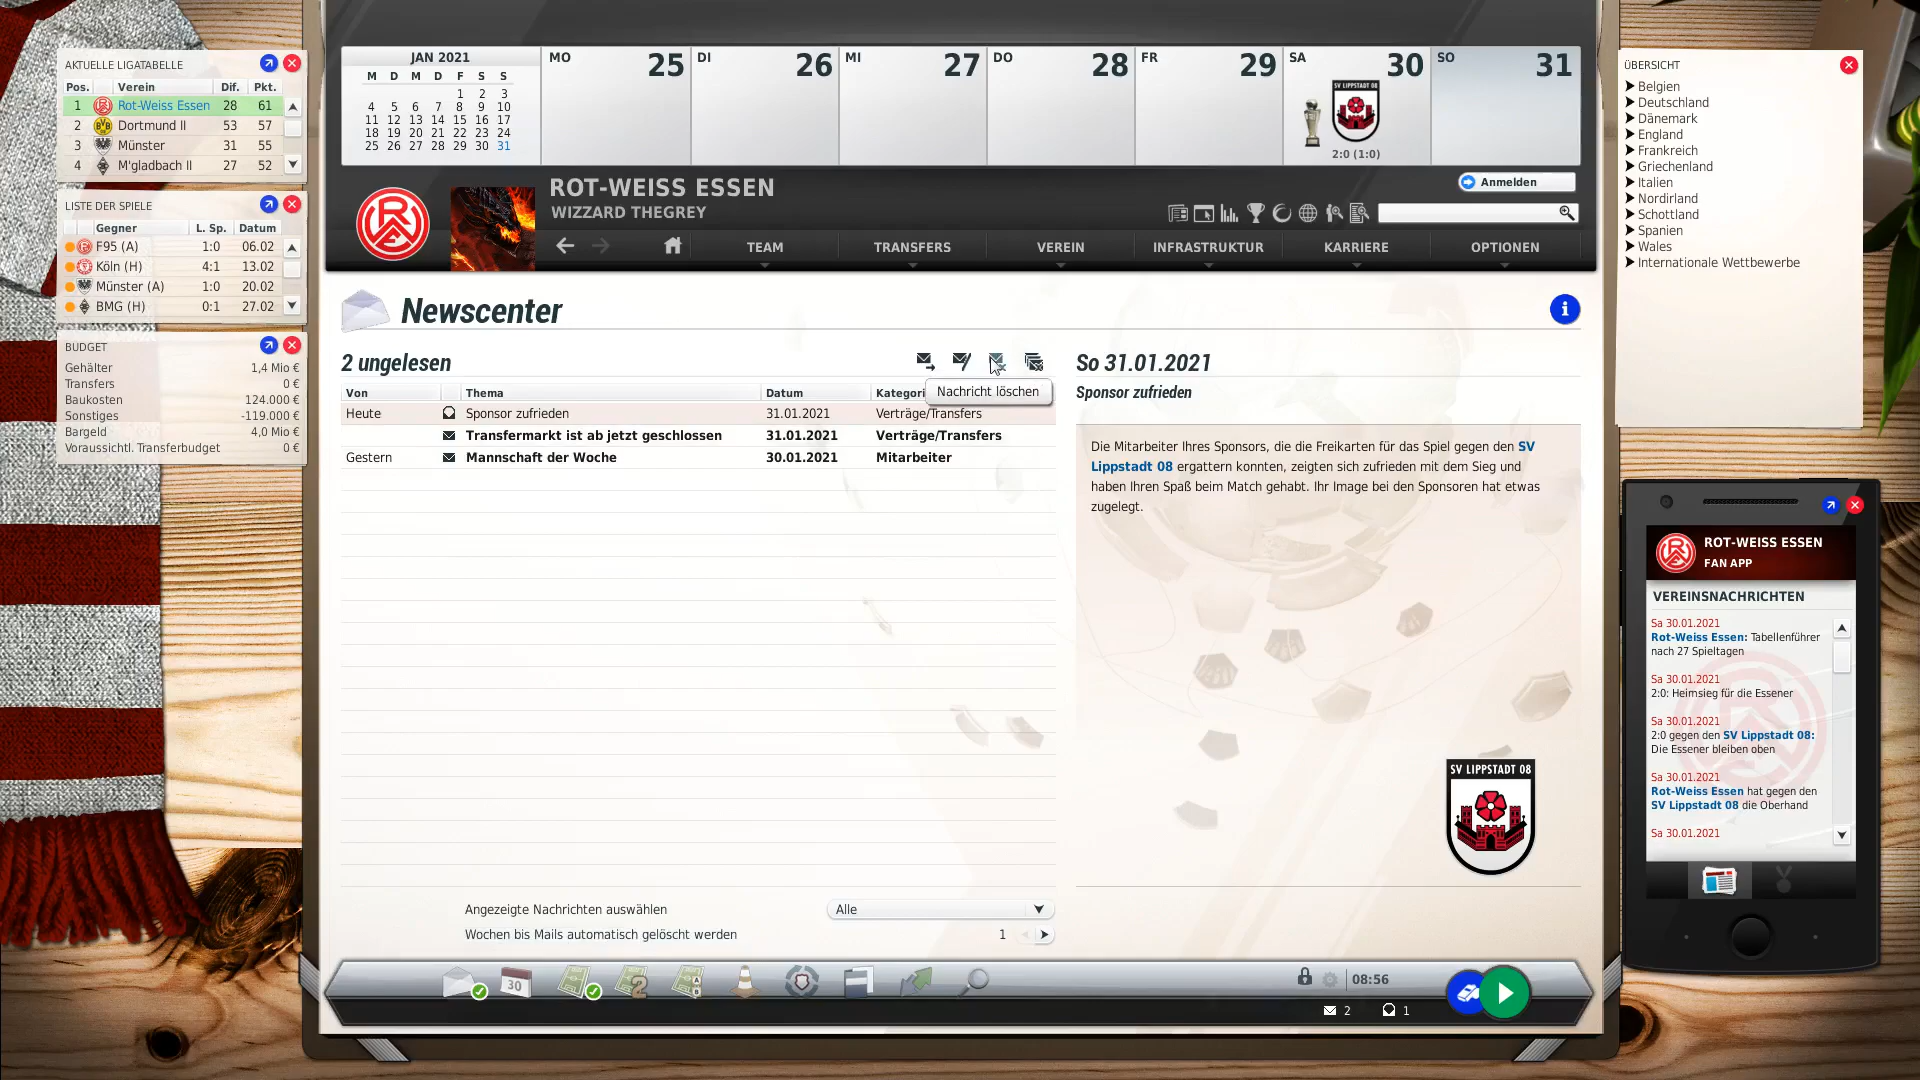 AKTUELLE LIGATABELLE
Pos. Verein Dif. Pkt.
1 Rot-Weiss Essen 28 61
2 Dortmund II 53 57
3 Münster 31 55
4 M'gladbach II 27 52
LISTE DER SPIELE
Gegner L. Sp. Datum
F95 (A) 1:0 06.02
Köln (H) 4:1 13.02
Münster (A) 1:0 20.02
BMG (H) 0:1 27.02
BUDGET
Gehälter 1,4 Mio €
Transfers 0 €
Baukosten 124.000 €
Sonstiges -119.000 €
Bargeld 4,0 Mio €
Voraussichtl. Transferbudget 0 €
JAN 2021
M D M D F S S
1 2 3
4 5 6 7 8 9 10
11 12 13 14 15 16 17
18 19 20 21 22 23 24
25 26 27 28 29 30 31
MO 25 DI 26 MI 27 DO 28 FR 29 SA 30 SO 31
SV LIPPSTADT 08
2:0 (1:0)
ROT-WEISS ESSEN
WIZZARD THEGREY
Anmelden
TEAM TRANSFERS VEREIN INFRASTRUKTUR KARRIERE OPTIONEN
Newscenter
2 ungelesen
Nachricht löschen
Von Thema Datum Kategori
Heute Sponsor zufrieden 31.01.2021 Verträge/Transfers
Transfermarkt ist ab jetzt geschlossen 31.01.2021 Verträge/Transfers
Gestern Mannschaft der Woche 30.01.2021 Mitarbeiter
Angezeigte Nachrichten auswählen Alle
Wochen bis Mails automatisch gelöscht werden 1
So 31.01.2021
Sponsor zufrieden
Die Mitarbeiter Ihres Sponsors, die die Freikarten für das Spiel gegen den SV
Lippstadt 08 ergattern konnten, zeigten sich zufrieden mit dem Sieg und
haben Ihren Spaß beim Match gehabt. Ihr Image bei den Sponsoren hat etwas
zugelegt.
SV LIPPSTADT 08
30
2
A
B
08:56
2 1
ÜBERSICHT
Belgien
Deutschland
Dänemark
England
Frankreich
Griechenland
Italien
Nordirland
Schottland
Spanien
Wales
Internationale Wettbewerbe
ROT-WEISS ESSEN
FAN APP
VEREINSNACHRICHTEN
Sa 30.01.2021
Rot-Weiss Essen: Tabellenführer
nach 27 Spieltagen
Sa 30.01.2021
2:0: Heimsieg für die Essener
Sa 30.01.2021
2:0 gegen den SV Lippstadt 08:
Die Essener bleiben oben
Sa 30.01.2021
Rot-Weiss Essen hat gegen den
SV Lippstadt 08 die Oberhand
Sa 30.01.2021